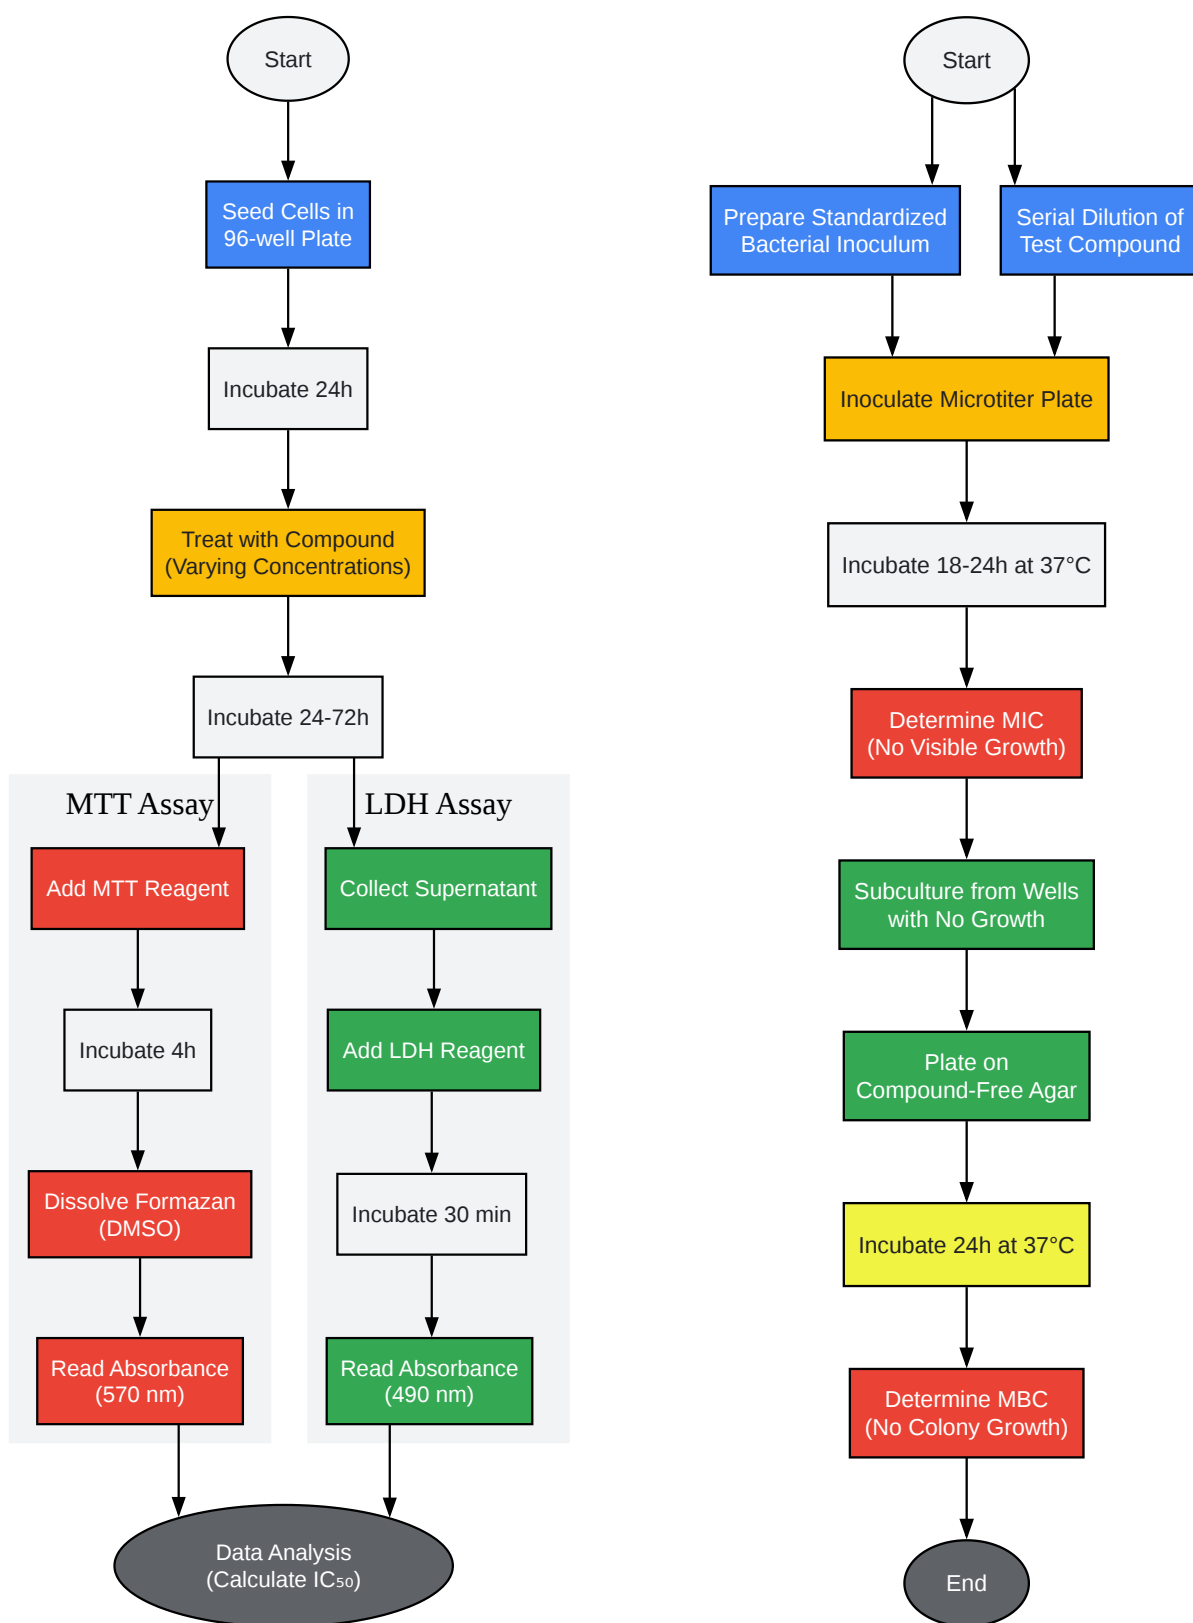 Start
Seed Cells in
96-well Plate
Incubate 24h
Treat with Compound
(Varying Concentrations)
Incubate 24-72h
MTT Assay
Add MTT Reagent
Incubate 4h
Dissolve Formazan
(DMSO)
Read Absorbance
(570 nm)
LDH Assay
Collect Supernatant
Add LDH Reagent
Incubate 30 min
Read Absorbance
(490 nm)
Data Analysis
(Calculate IC₅₀)
Start
Prepare Standardized
Bacterial Inoculum
Serial Dilution of
Test Compound
Inoculate Microtiter Plate
Incubate 18-24h at 37°C
Determine MIC
(No Visible Growth)
Subculture from Wells
with No Growth
Plate on
Compound-Free Agar
Incubate 24h at 37°C
Determine MBC
(No Colony Growth)
End